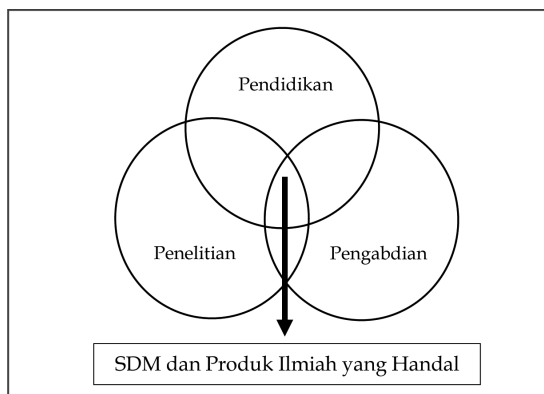 Pendidikan
Penelitian
Pengabdian
SDM dan Produk Ilmiah yang Handal